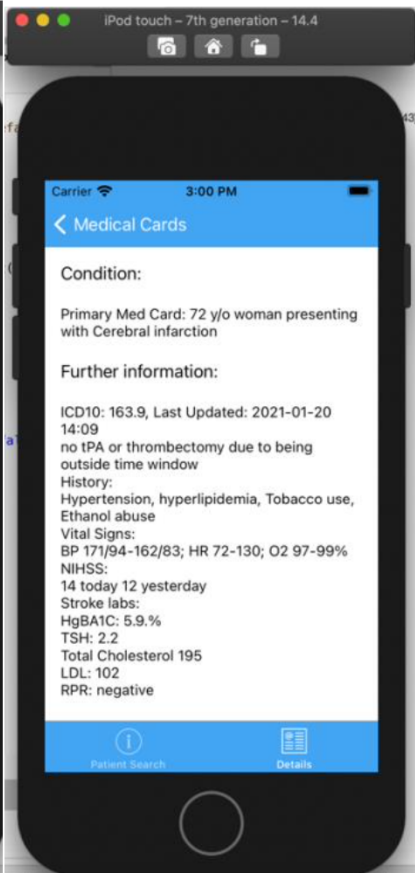 iPod touch – 7th generation – 14.4
Carrier
3:00 PM
Medical Cards
Condition:
Primary Med Card: 72 y/o woman presenting
with Cerebral infarction
Further information:
ICD10: 163.9, Last Updated: 2021-01-20
14:09
no tPA or thrombectomy due to being
outside time window
History:
Hypertension, hyperlipidemia, Tobacco use,
Ethanol abuse
Vital Signs:
BP 171/94-162/83; HR 72-130; O2 97-99%
NIHSS:
14 today 12 yesterday
Stroke labs:
HgBA1C: 5.9.%
TSH: 2.2
Total Cholesterol 195
LDL: 102
RPR: negative
Patient Search
Details